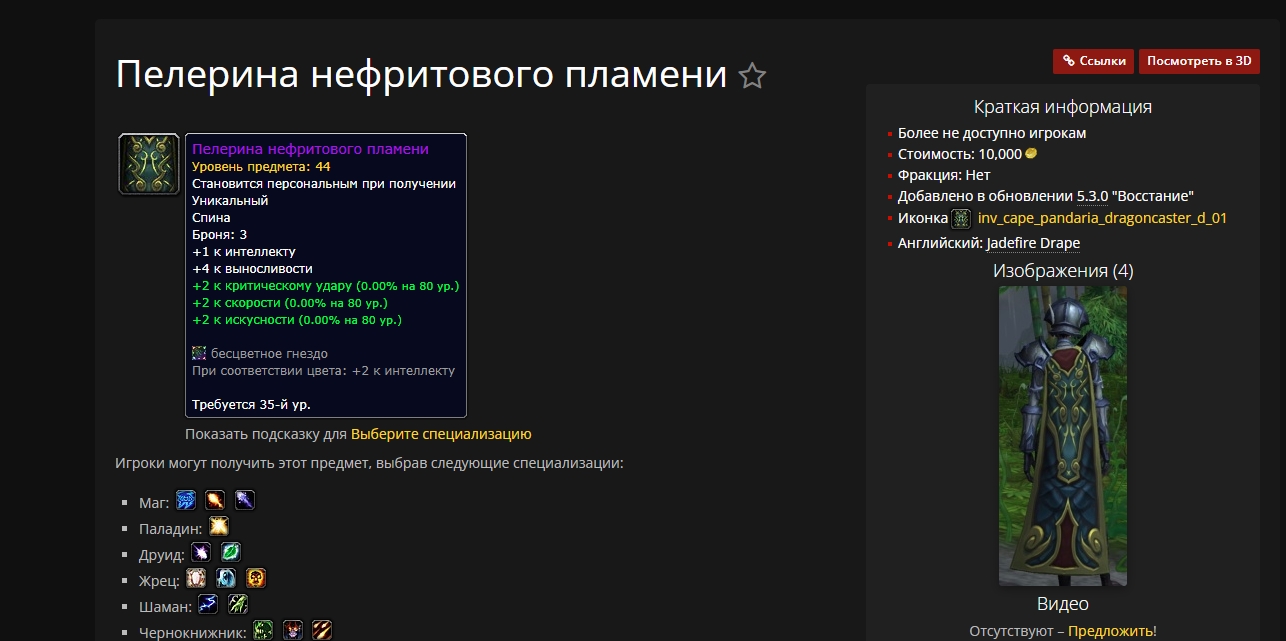 Пелерина нефритового пламени
Ссылки
Посмотреть в 3D
Пелерина нефритового пламени
Уровень предмета: 44
Становится персональным при получении
Уникальный
Спина
Броня: 3
+1 к интеллекту
+4 к выносливости
+2 к критическому удару (0.00% на 80 ур.)
+2 к скорости (0.00% на 80 ур.)
+2 к искусности (0.00% на 80 ур.)
бесцветное гнездо
При соответствии цвета: +2 к интеллекту
Требуется 35-й ур.
Показать подсказку для Выберите специализацию
Игроки могут получить этот предмет, выбрав следующие специализации:
Маг:
Паладин:
Друид:
Жрец:
Шаман:
Чернокнижник:
Краткая информация
Более не доступно игрокам
Стоимость: 10,000
Фракция: Нет
Добавлено в обновлении 5.3.0 "Восстание"
Иконка inv_cape_pandaria_dragoncaster_d_01
Английский: Jadefire Drape
Изображения (4)
Видео
Отсутствуют – Предложить!